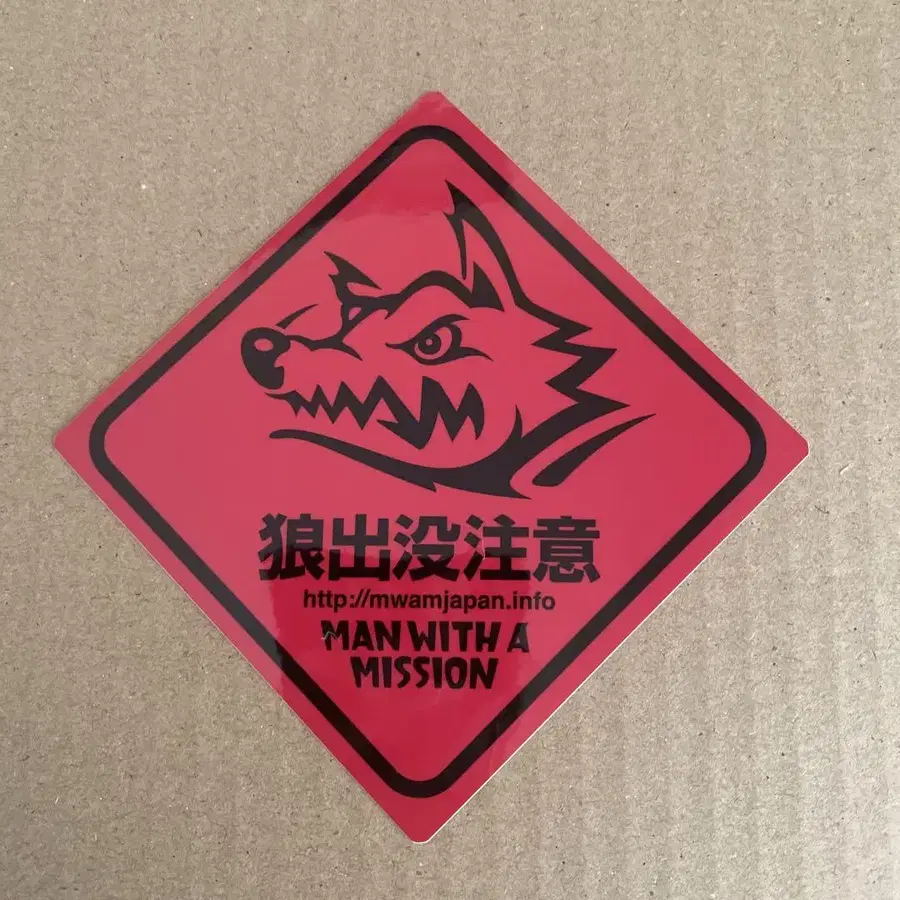 狼出没注意
http://mwamjapan.info
MAN WITH A
MISSION